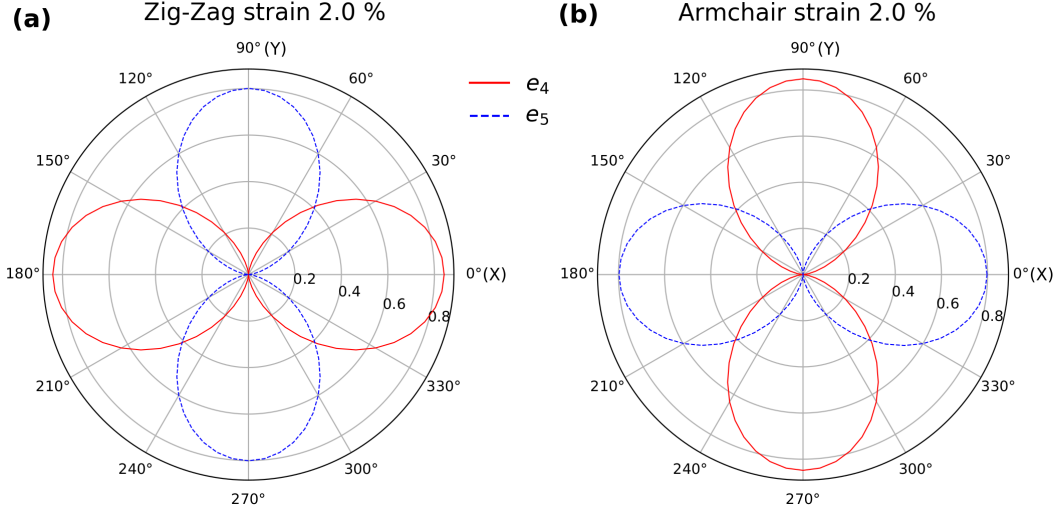 (a) Zig-Zag strain 2.0 %
90° (Y)
120° 60°
150° 30°
180° 0°(X)
0.2
0.4
0.6
0.8
210° 330°
240° 300°
270°
e4
e5
(b) Armchair strain 2.0 %
90° (Y)
120° 60°
150° 30°
180° 0°(X)
0.2
0.4
0.6
0.8
210° 330°
240° 300°
270°